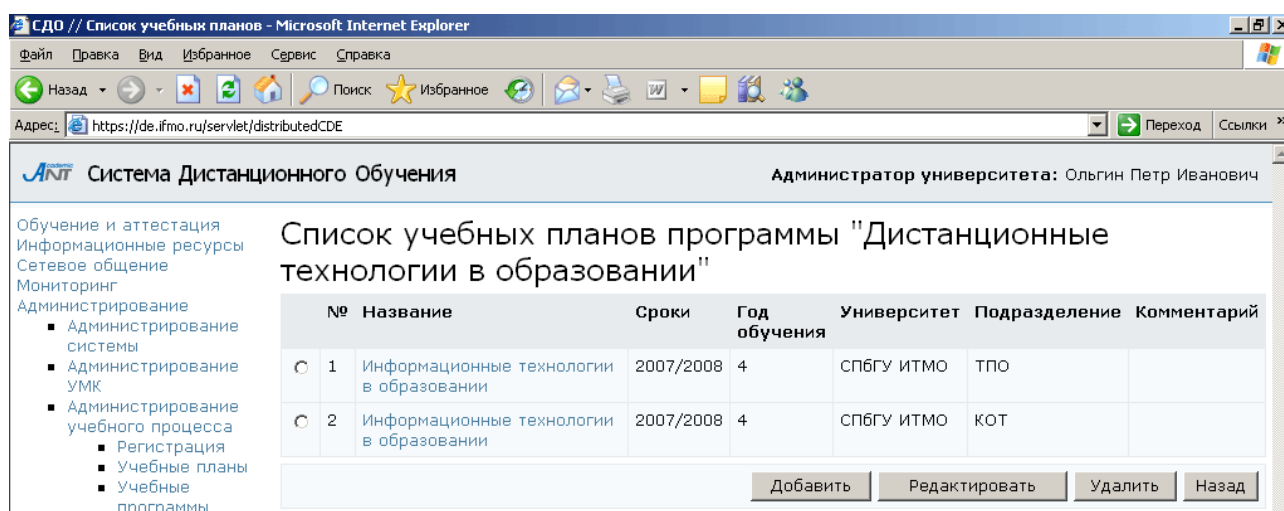 СДО // Список учебных планов - Microsoft Internet Explorer
Файл Правка Вид Избранное Сервис Справка
Назад Поиск Избранное
Адрес: https://de.ifmo.ru/servlet/distributedCDE Переход Ссылки »
Academic ANT Система Дистанционного Обучения Администратор университета: Ольгин Петр Иванович
Обучение и аттестация
Информационные ресурсы
Сетевое общение
Мониторинг
Администрирование
Администрирование
системы
Администрирование
УМК
Администрирование
учебного процесса
Регистрация
Учебные планы
Учебные
программы
Список учебных планов программы "Дистанционные
технологии в образовании"
№ Название Сроки Год Университет Подразделение Комментарий
обучения
1 Информационные технологии 2007/2008 4 СПбГУ ИТМО ТПО
в образовании
2 Информационные технологии 2007/2008 4 СПбГУ ИТМО КОТ
в образовании
Добавить Редактировать Удалить Назад